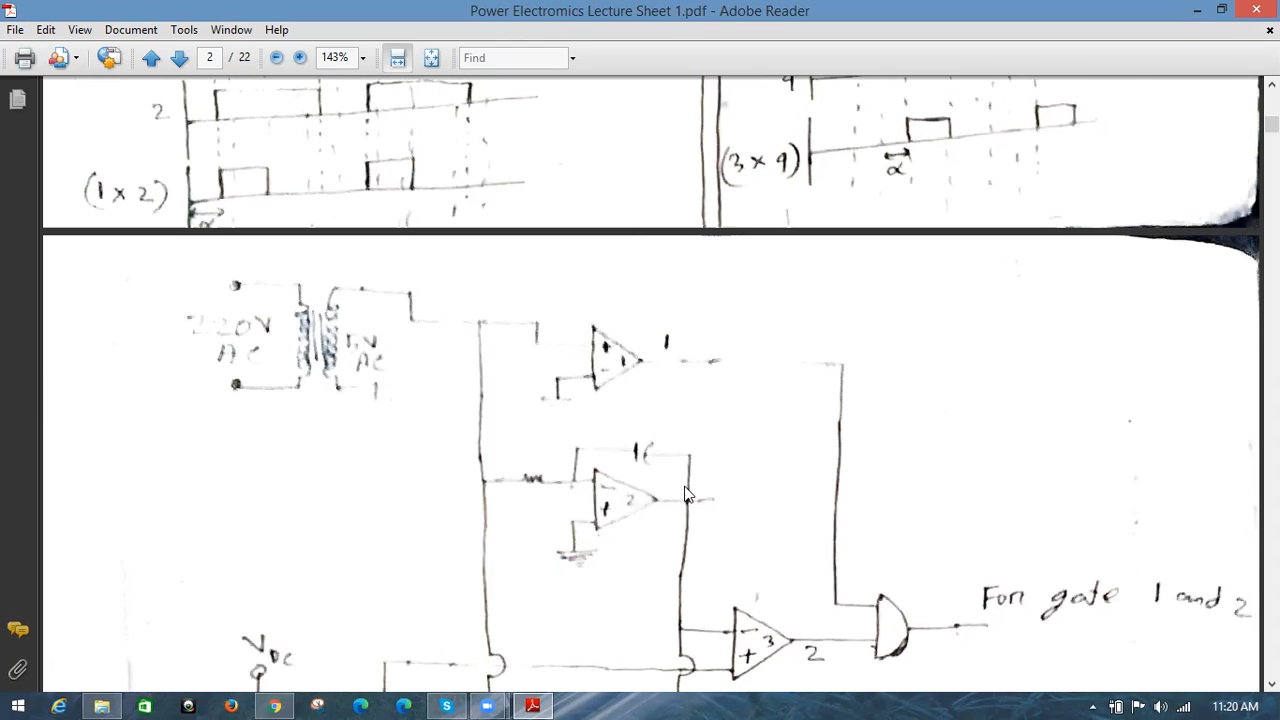 Power Electronics Lecture Sheet 1.pdf - Adobe Reader
File Edit View Document Tools Window Help
2 / 22 143% Find
2
(1 x 2)
α
9
(3 x 9)
α
220V
AC
AC
+
-
1
1
-
+
2
For gate 1 and 2
-
+
3
2
VDC
11:20 AM